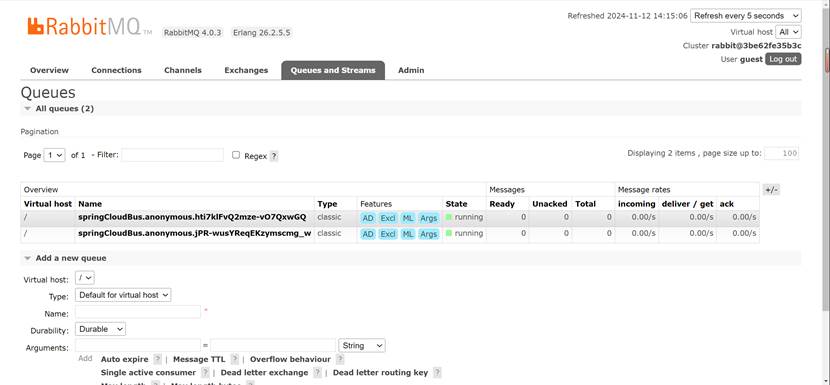 Refreshed 2024-11-12 14:15:06 Refresh every 5 seconds
RabbitMQ TM RabbitMQ 4.0.3 Erlang 26.2.5.5
Virtual host All
Cluster rabbit@3be62fe35b3c
User guest Log out
Overview Connections Channels Exchanges Queues and Streams Admin
Queues
All queues (2)
Pagination
Page 1 of 1 - Filter: Regex ? Displaying 2 items , page size up to: 100
Overview Messages Message rates +/-
Virtual host Name Type Features State Ready Unacked Total incoming deliver / get ack
/ springCloudBus.anonymous.hti7klFvQ2mze-vO7QxwGQ classic AD Excl ML Args running 0 0 0 0.00/s 0.00/s 0.00/s
/ springCloudBus.anonymous.jPR-wusYReqEKzymscmg_w classic AD Excl ML Args running 0 0 0 0.00/s 0.00/s 0.00/s
Add a new queue
Virtual host: /
Type: Default for virtual host
Name: *
Durability: Durable
Arguments: = String
Add Auto expire ? | Message TTL ? | Overflow behaviour ?
Single active consumer ? | Dead letter exchange ? | Dead letter routing key ?
Max length ? | Max length bytes ?